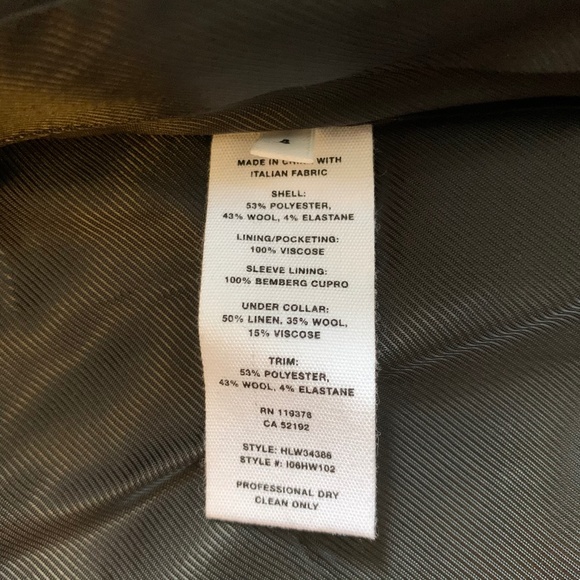 4
MADE IN WITH
ITALIAN FABRIC
SHELL:
53% POLYESTER,
43% WOOL, 4% ELASTANE
LINING/POCKETING:
100% VISCOSE
SLEEVE LINING:
100% BEMBERG CUPRO
UNDER COLLAR:
50% LINEN, 35% WOOL,
15% VISCOSE
TRIM:
53% POLYESTER,
43% WOOL, 4% ELASTANE
RN 119378
CA 52192
STYLE: HLW34386
STYLE #: I06HW102
PROFESSIONAL DRY
CLEAN ONLY